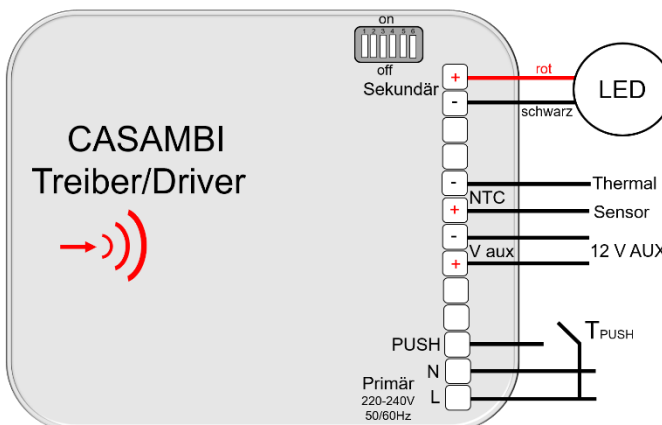 on
1 2 3 4 5 6
off
Sekundär
+
rot
-
schwarz
LED
CASAMBI
Treiber/Driver
-
Thermal
NTC
+
Sensor
-
V aux
12 V AUX
+
PUSH
TPUSH
N
Primär
220-240V
50/60Hz
L